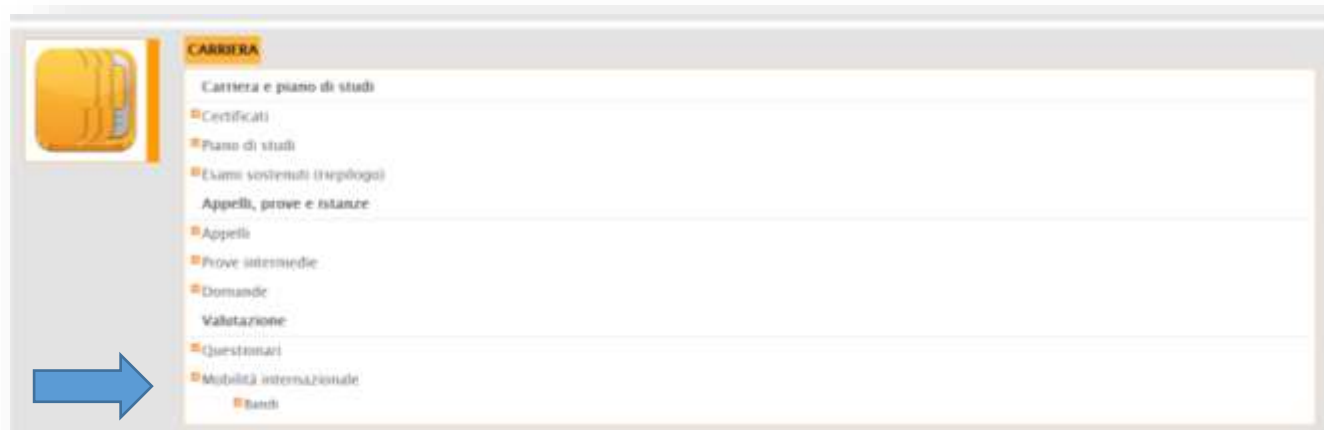 CARRIERA
Carriera e piano di studi
Certificati
Piano di studi
Esami sostenuti (riepilogo)
Appelli, prove e istanze
Appelli
Prove intermedie
Domande
Valutazione
Questionari
Mobilità internazionale
Bandi